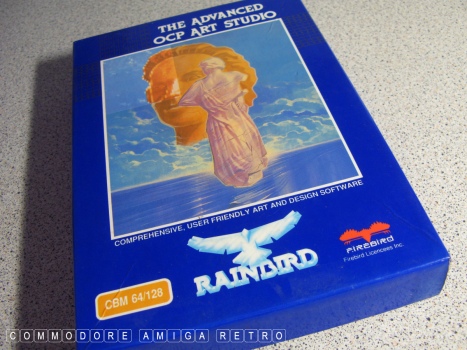 THE ADVANCED
OCP ART STUDIO
COMPREHENSIVE, USER FRIENDLY ART AND DESIGN SOFTWARE
RAINBIRD
FIREBIRD
Firebird Licencees Inc.
CBM 64/128
COMMODORE AMIGA RETRO